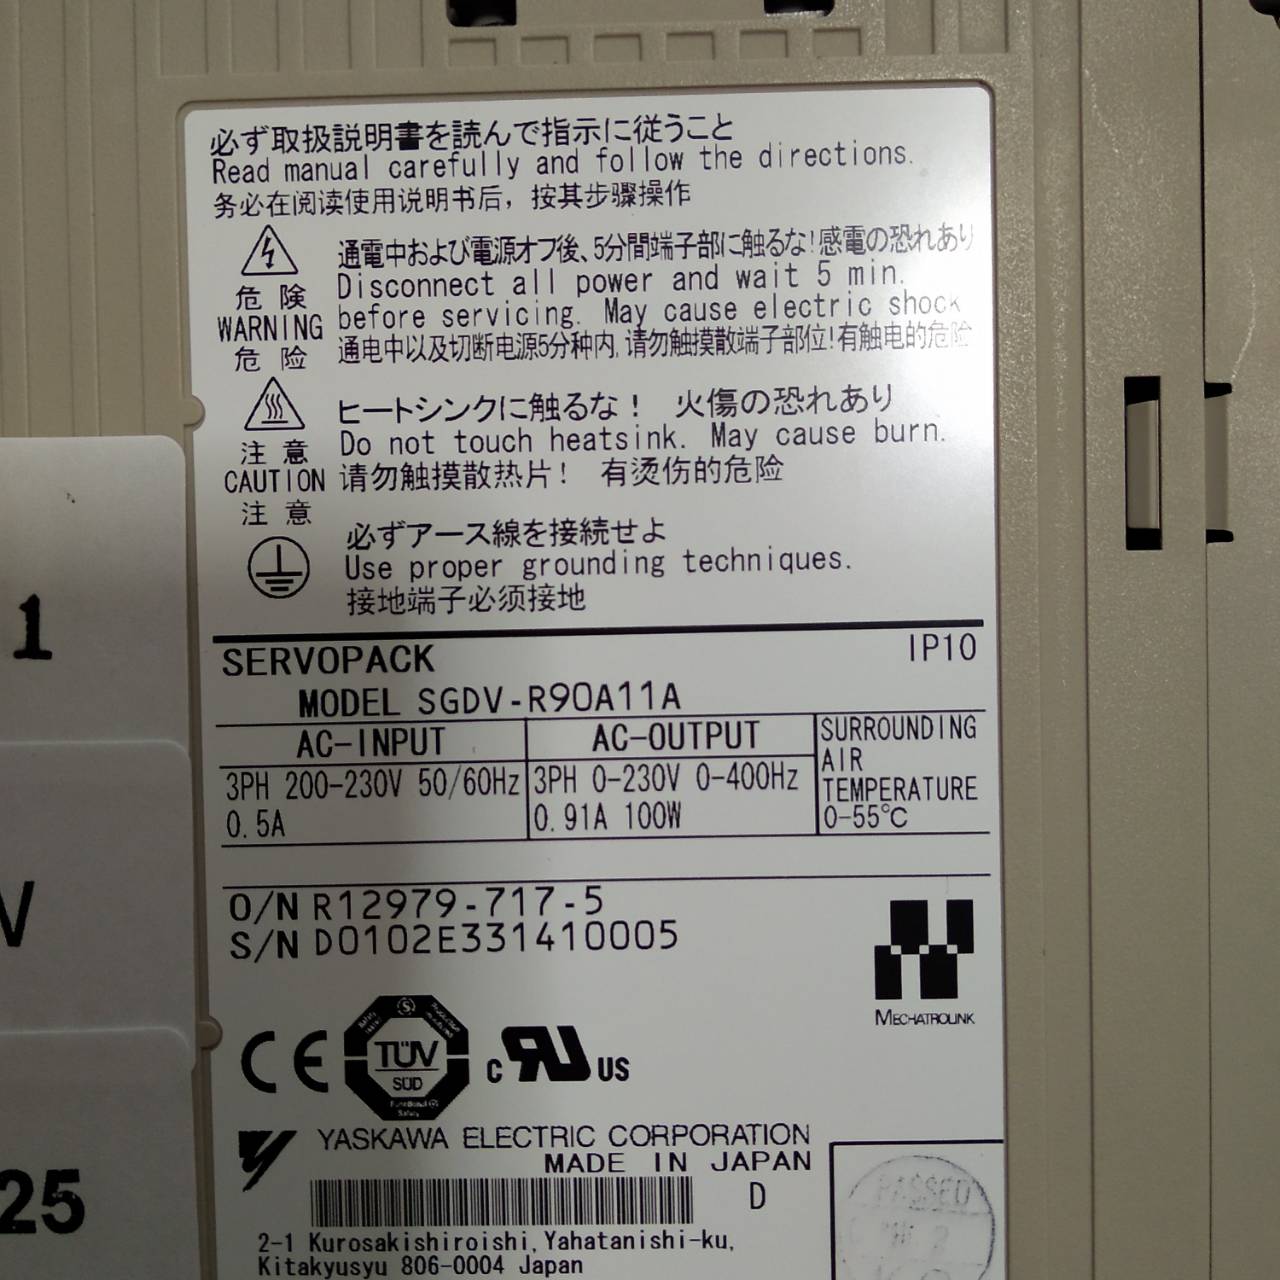 必ず取扱説明書を読んで指示に従うこと
Read manual carefully and follow the directions.
务必在阅读使用说明书后，按其步骤操作
危険
WARNING
危险
通電中および電源オフ後、5分間端子部に触るな！感電の恐れあり
Disconnect all power and wait 5 min.
before servicing. May cause electric shock
通电中以及切断电源5分钟内，请勿触摸散端子部位！有触电的危险
注意
CAUTION
注意
ヒートシンクに触るな！ 火傷の恐れあり
Do not touch heatsink. May cause burn.
请勿触摸散热片！ 有烫伤的危险
必ずアース線を接続せよ
Use proper grounding techniques.
接地端子必须接地
SERVOPACK IP10
MODEL SGDV-R90A11A
AC-INPUT
3PH 200-230V 50/60Hz
0.5A
AC-OUTPUT
3PH 0-230V 0-400Hz
0.91A 100W
SURROUNDING
AIR
TEMPERATURE
0-55℃
O/N R12979-717-5
S/N D0102E331410005
MECHATROLINK
CE
TÜV
SÜD
Functional
Safety
c RU US
YASKAWA ELECTRIC CORPORATION
MADE IN JAPAN
D
2-1 Kurosakishiroishi, Yahatanishi-ku,
Kitakyusyu 806-0004 Japan
PASSED
1
V
25